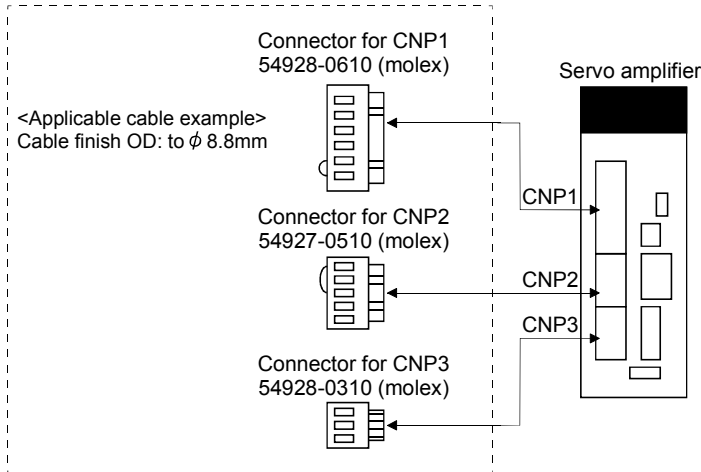 Connector for CNP1
54928-0610 (molex)
Servo amplifier
<Applicable cable example>
Cable finish OD: to φ 8.8mm
CNP1
Connector for CNP2
54927-0510 (molex)
CNP2
CNP3
Connector for CNP3
54928-0310 (molex)